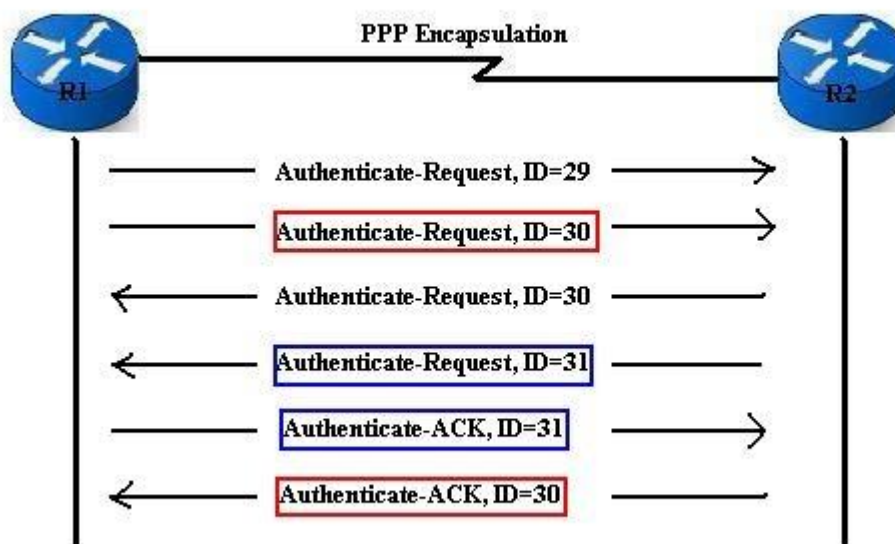 PPP Encapsulation
R1
R2
Authenticate-Request, ID=29
Authenticate-Request, ID=30
Authenticate-Request, ID=30
Authenticate-Request, ID=31
Authenticate-ACK, ID=31
Authenticate-ACK, ID=30